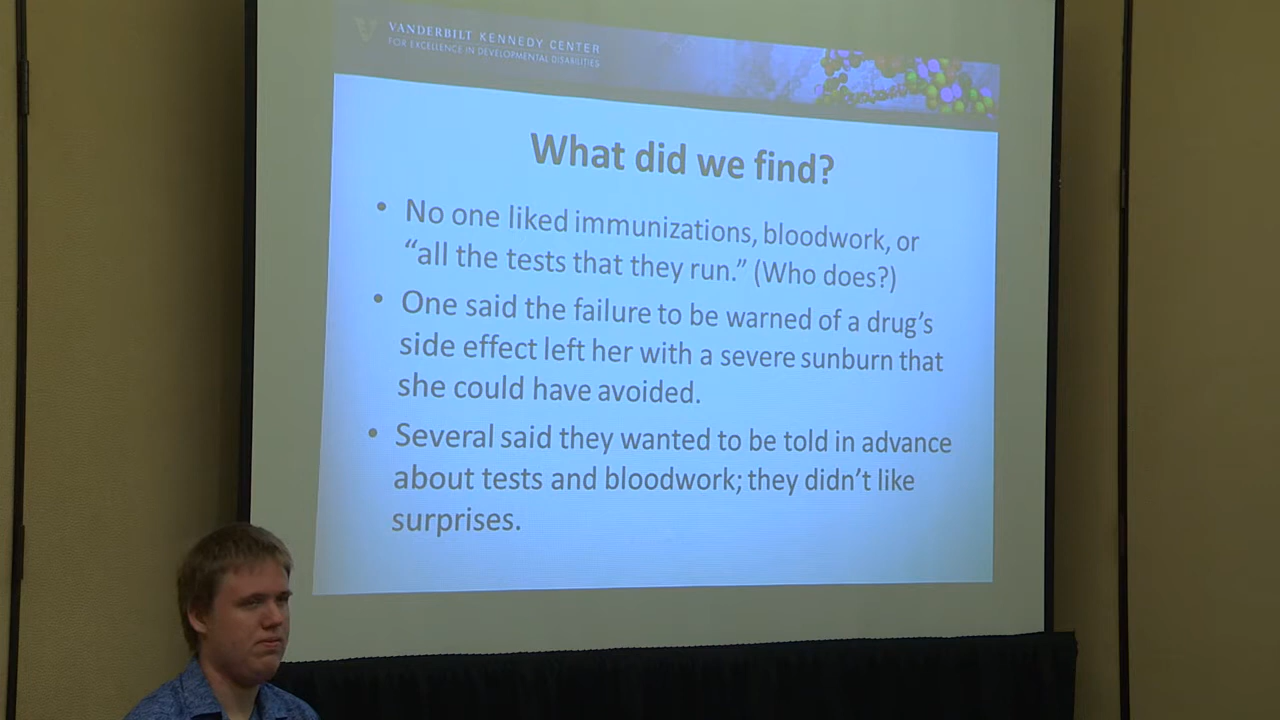 VANDERBILT KENNEDY CENTER
FOR EXCELLENCE IN DEVELOPMENTAL DISABILITIES
What did we find?
• No one liked immunizations, bloodwork, or
“all the tests that they run.” (Who does?)
• One said the failure to be warned of a drug’s
side effect left her with a severe sunburn that
she could have avoided.
• Several said they wanted to be told in advance
about tests and bloodwork; they didn’t like
surprises.